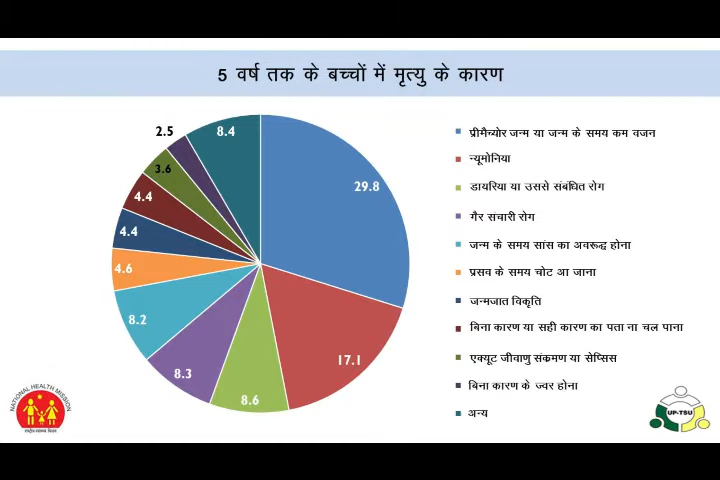 5 वर्ष तक के बच्चों में मृत्यु के कारण
2.5
8.4
3.6
29.8
4.4
4.4
4.6
8.2
8.3
8.6
17.1
प्रीमैच्योर जन्म या जन्म के समय कम वजन
न्यूमोनिया
डायरिया या उससे संबंधित रोग
गैर संचारी रोग
जन्म के समय सांस का अवरूद्ध होना
प्रसव के समय चोट आ जाना
जन्मजात विकृति
बिना कारण या सही कारण का पता ना चल पाना
एक्यूट जीवाणु संक्रमण या सेप्सिस
बिना कारण के ज्वर होना
अन्य
NATIONAL HEALTH MISSION
राष्ट्रीय स्वास्थ्य मिशन
UP-TSU